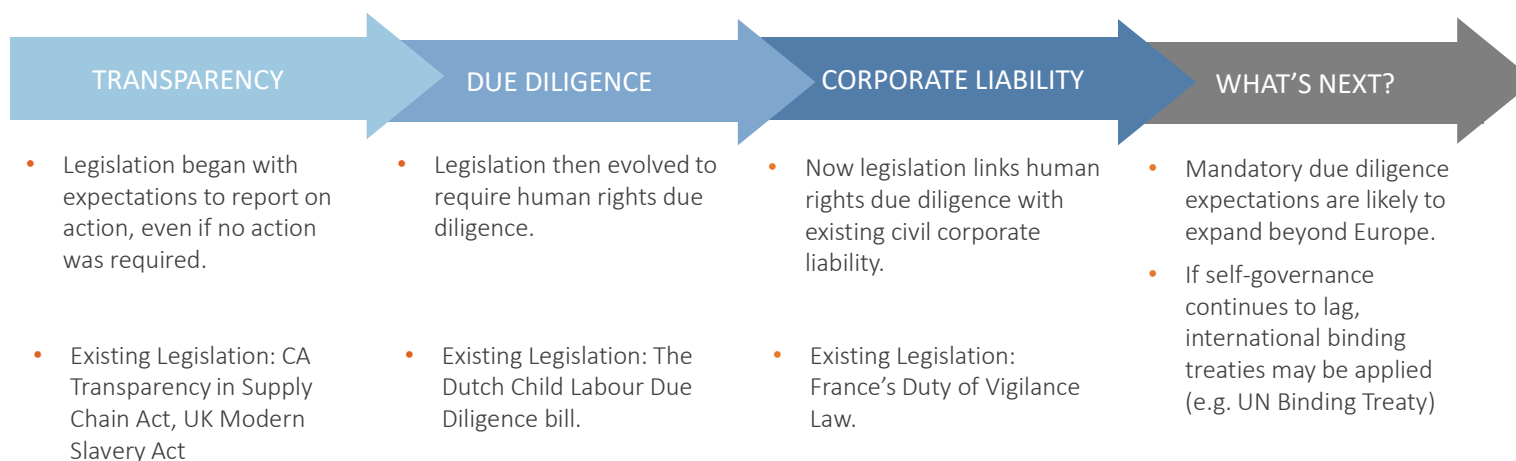 TRANSPARENCY
• Legislation began with
expectations to report on
action, even if no action
was required.
• Existing Legislation: CA
Transparency in Supply
Chain Act, UK Modern
Slavery Act
DUE DILIGENCE
• Legislation then evolved to
require human rights due
diligence.
• Existing Legislation: The
Dutch Child Labour Due
Diligence bill.
CORPORATE LIABILITY
• Now legislation links human
rights due diligence with
existing civil corporate
liability.
• Existing Legislation:
France’s Duty of Vigilance
Law.
WHAT’S NEXT?
• Mandatory due diligence
expectations are likely to
expand beyond Europe.
• If self-governance
continues to lag,
international binding
treaties may be applied
(e.g. UN Binding Treaty)